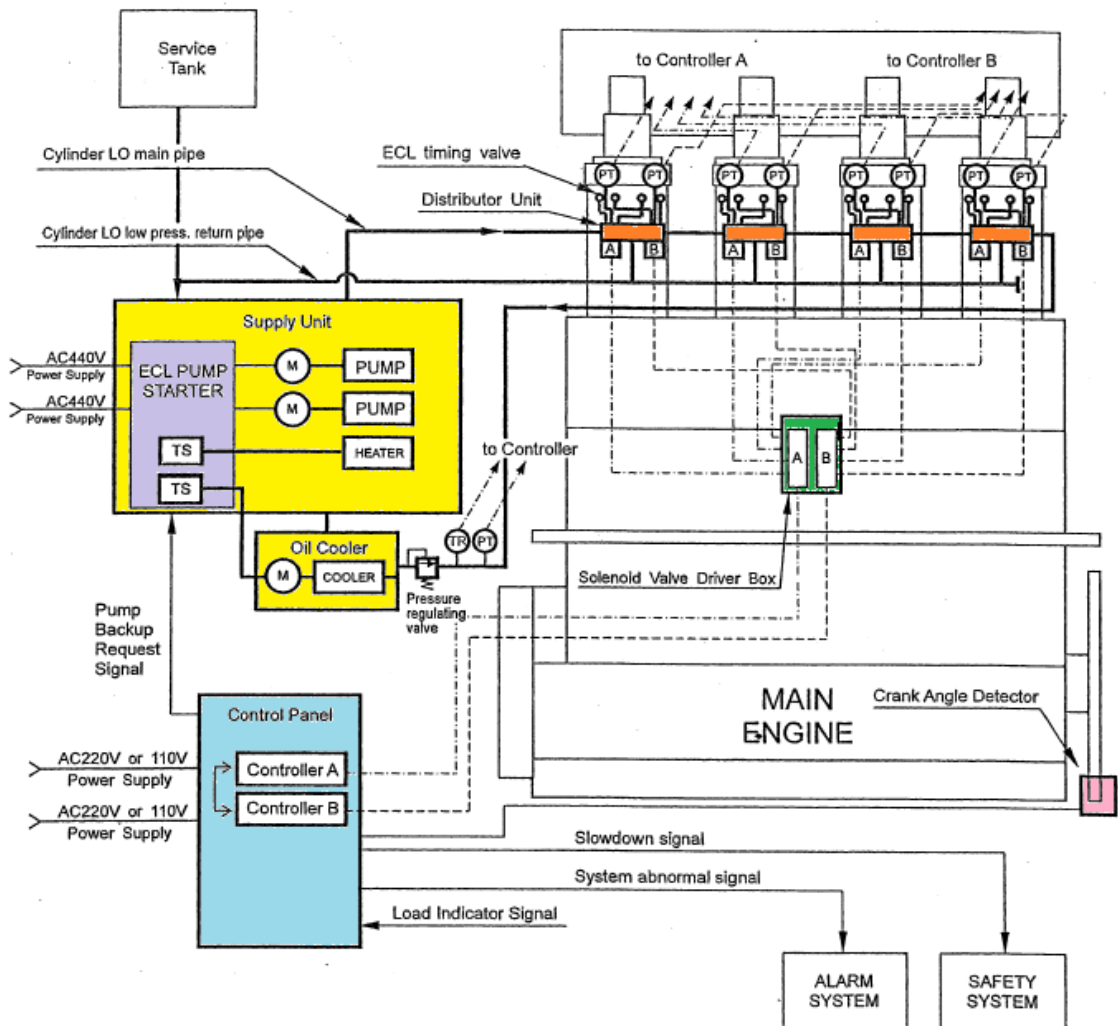 Service
Tank
to Controller A
to Controller B
Cylinder LO main pipe
ECL timing valve
PT
PT
PT
PT
PT
PT
PT
PT
Distributor Unit
Cylinder LO low press. return pipe
A
B
A
B
A
B
A
B
Supply Unit
AC440V
Power Supply
ECL PUMP
STARTER
M
PUMP
AC440V
Power Supply
M
PUMP
TS
HEATER
TS
to Controller
A
B
TR
PT
Oil Cooler
M
COOLER
Pressure
regulating
valve
Solenoid Valve Driver Box
Pump
Backup
Request
Signal
Control Panel
MAIN
ENGINE
Crank Angle Detector
AC220V or 110V
Power Supply
Controller A
AC220V or 110V
Power Supply
Controller B
Slowdown signal
System abnormal signal
Load Indicator Signal
ALARM
SYSTEM
SAFETY
SYSTEM